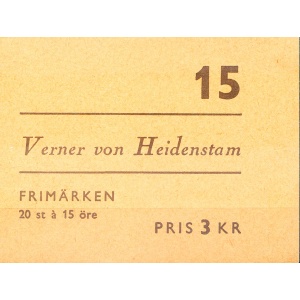 15
Verner von Heidenstam
FRIMÄRKEN
20 st à 15 öre
PRIS 3 KR